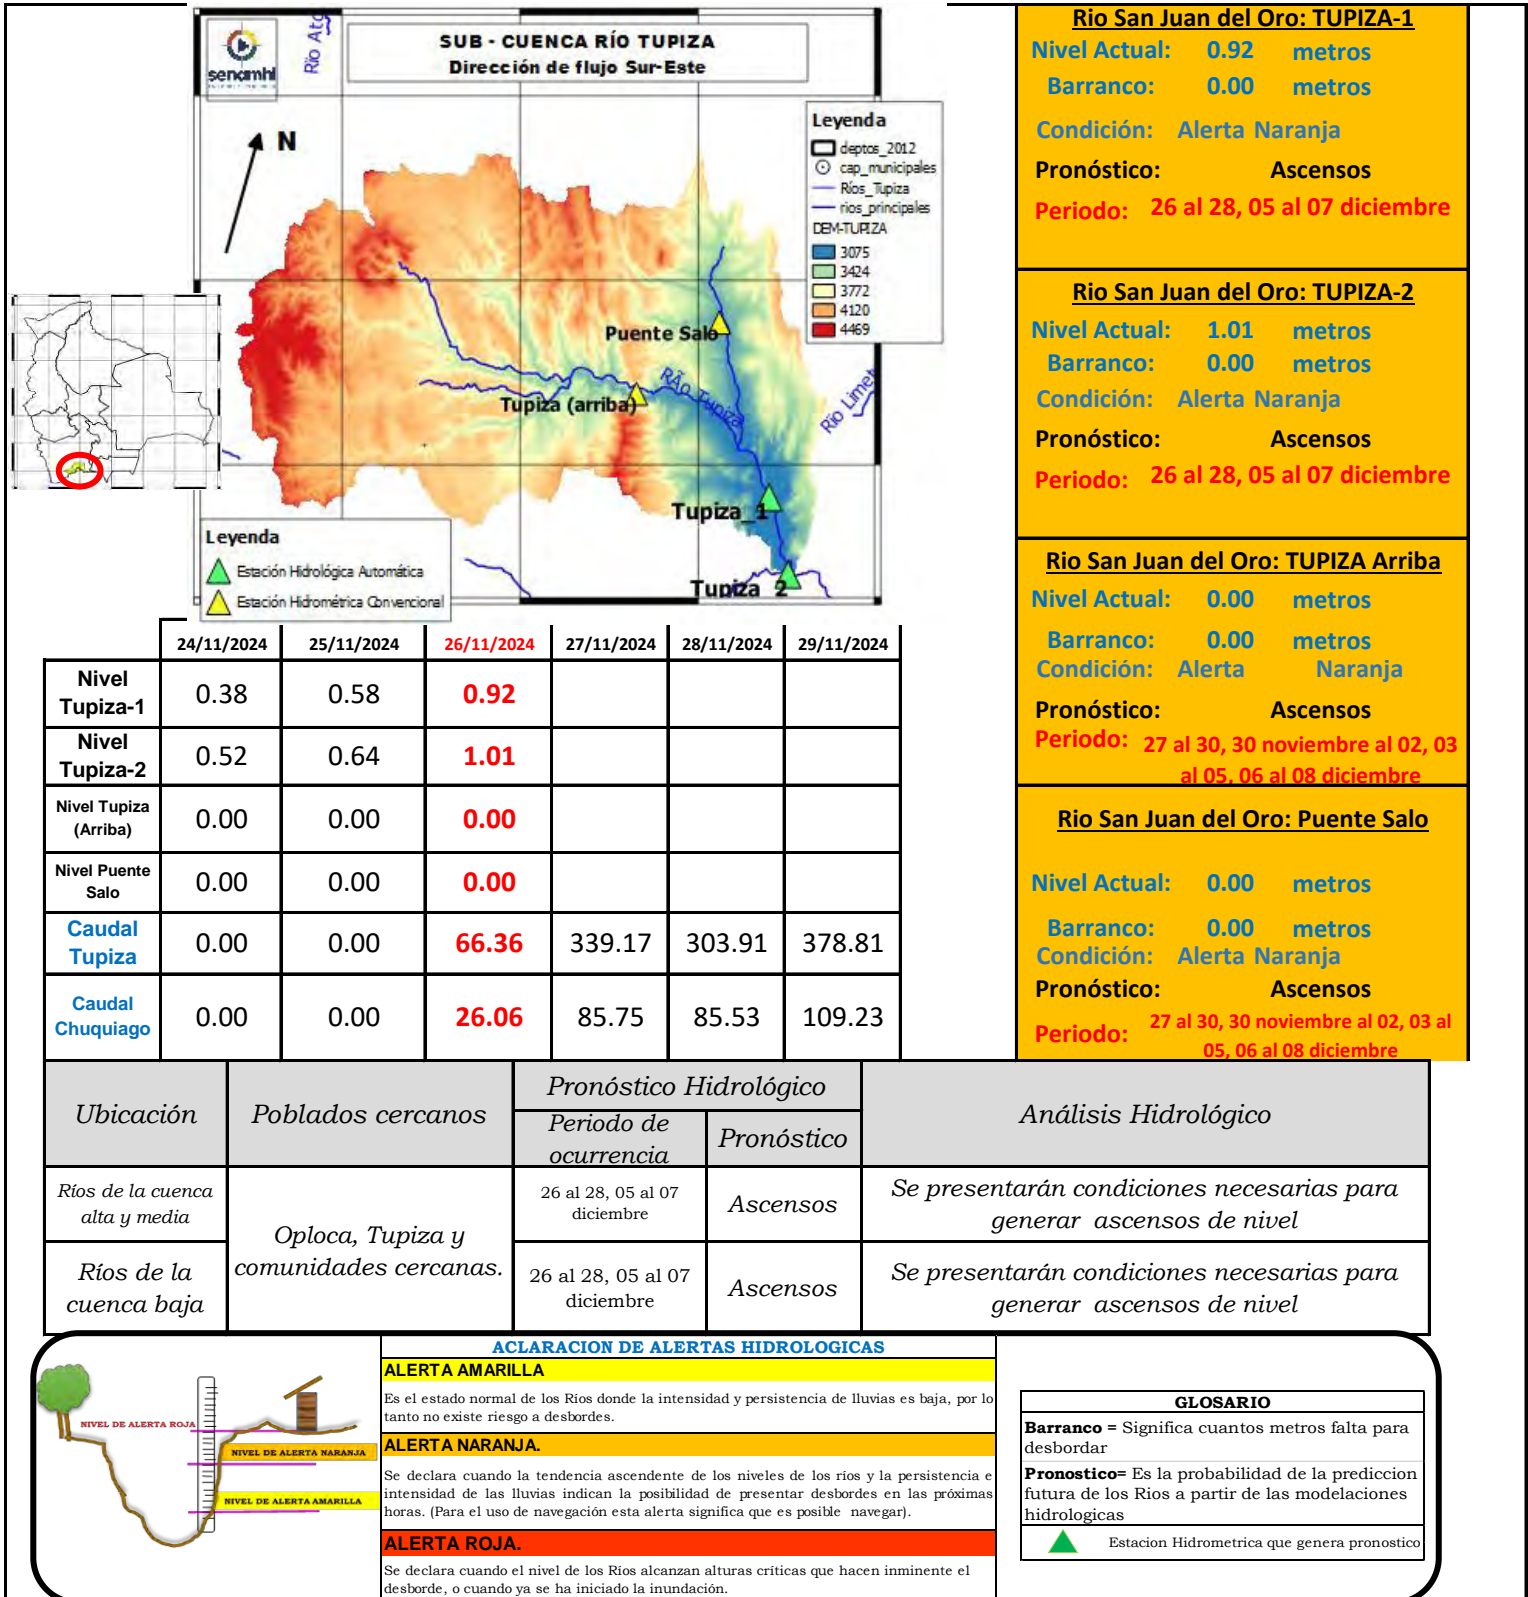 senamhi
Río Ato
SUB - CUENCA RÍO TUPIZA
Dirección de flujo Sur-Este
N
Leyenda
deptos_2012
cap_municipales
Ríos_Tupiza
rios_principales
DEM-TUPIZA
3075
3424
3772
4120
4469
Puente Salo
RÃo Tupiza
Tupiza (arriba)
Rio Limet
Tupiza_1
Tupiza_2
Leyenda
Estación Hidrológica Automática
Estación Hidrométrica Convencional
Rio San Juan del Oro: TUPIZA-1
Nivel Actual: 0.92 metros
Barranco: 0.00 metros
Condición: Alerta Naranja
Pronóstico: Ascensos
Periodo: 26 al 28, 05 al 07 diciembre
Rio San Juan del Oro: TUPIZA-2
Nivel Actual: 1.01 metros
Barranco: 0.00 metros
Condición: Alerta Naranja
Pronóstico: Ascensos
Periodo: 26 al 28, 05 al 07 diciembre
Rio San Juan del Oro: TUPIZA Arriba
Nivel Actual: 0.00 metros
Barranco: 0.00 metros
Condición: Alerta Naranja
Pronóstico: Ascensos
Periodo: 27 al 30, 30 noviembre al 02, 03
al 05, 06 al 08 diciembre
Rio San Juan del Oro: Puente Salo
Nivel Actual: 0.00 metros
Barranco: 0.00 metros
Condición: Alerta Naranja
Pronóstico: Ascensos
Periodo: 27 al 30, 30 noviembre al 02, 03 al
05, 06 al 08 diciembre
24/11/2024 25/11/2024 26/11/2024 27/11/2024 28/11/2024 29/11/2024
Nivel
Tupiza-1 0.38 0.58 0.92
Nivel
Tupiza-2 0.52 0.64 1.01
Nivel Tupiza
(Arriba) 0.00 0.00 0.00
Nivel Puente
Salo 0.00 0.00 0.00
Caudal
Tupiza 0.00 0.00 66.36 339.17 303.91 378.81
Caudal
Chuquiago 0.00 0.00 26.06 85.75 85.53 109.23
Ubicación
Poblados cercanos
Pronóstico Hidrológico
Periodo de
ocurrencia
Pronóstico
Análisis Hidrológico
Ríos de la cuenca
alta y media
Oploca, Tupiza y
comunidades cercanas.
26 al 28, 05 al 07
diciembre
Ascensos
Se presentarán condiciones necesarias para
generar ascensos de nivel
Ríos de la
cuenca baja
26 al 28, 05 al 07
diciembre
Ascensos
Se presentarán condiciones necesarias para
generar ascensos de nivel
NIVEL DE ALERTA ROJA
NIVEL DE ALERTA NARANJA
NIVEL DE ALERTA AMARILLA
ACLARACION DE ALERTAS HIDROLOGICAS
ALERTA AMARILLA
Es el estado normal de los Ríos donde la intensidad y persistencia de lluvias es baja, por lo
tanto no existe riesgo a desbordes.
ALERTA NARANJA.
Se declara cuando la tendencia ascendente de los niveles de los ríos y la persistencia e
intensidad de las lluvias indican la posibilidad de presentar desbordes en las próximas
horas. (Para el uso de navegación esta alerta significa que es posible navegar).
ALERTA ROJA.
Se declara cuando el nivel de los Ríos alcanzan alturas críticas que hacen inminente el
desborde, o cuando ya se ha iniciado la inundación.
GLOSARIO
Barranco = Significa cuantos metros falta para
desbordar
Pronostico= Es la probabilidad de la prediccion
futura de los Rios a partir de las modelaciones
hidrologicas
Estacion Hidrometrica que genera pronostico